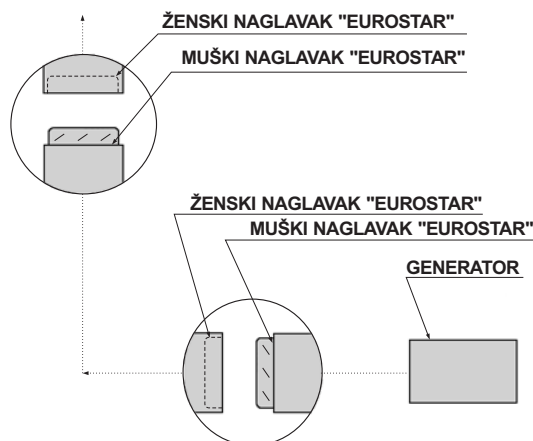 ŽENSKI NAGLAVAK "EUROSTAR"
MUŠKI NAGLAVAK "EUROSTAR"
ŽENSKI NAGLAVAK "EUROSTAR"
MUŠKI NAGLAVAK "EUROSTAR"
GENERATOR